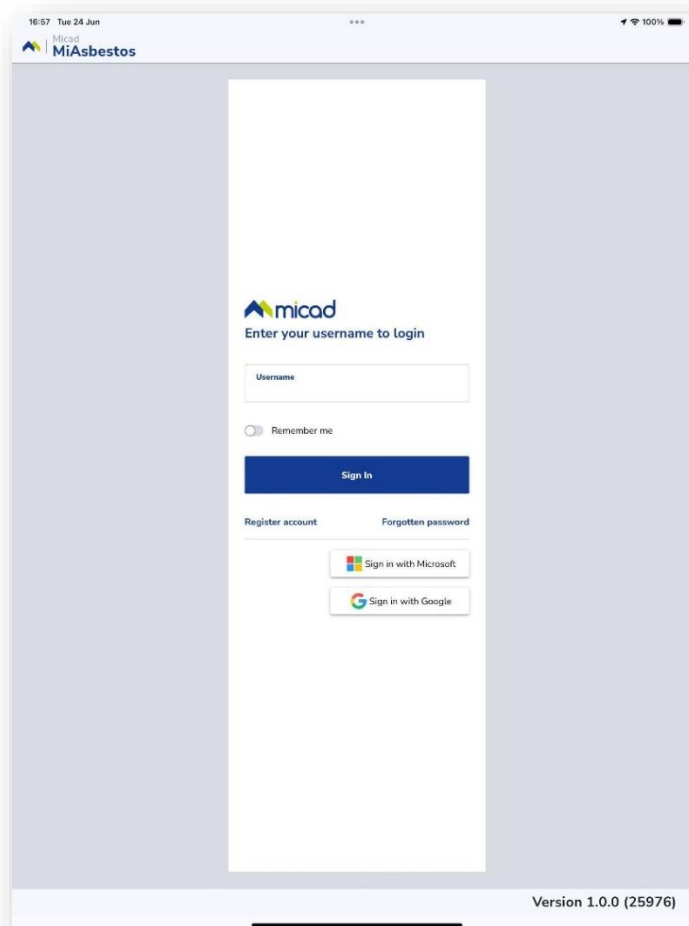 16:57 Tue 24 Jun
100%
Micad
MiAsbestos
micad
Enter your username to login
Username
Remember me
Sign In
Register account Forgotten password
Sign in with Microsoft
Sign in with Google
Version 1.0.0 (25976)